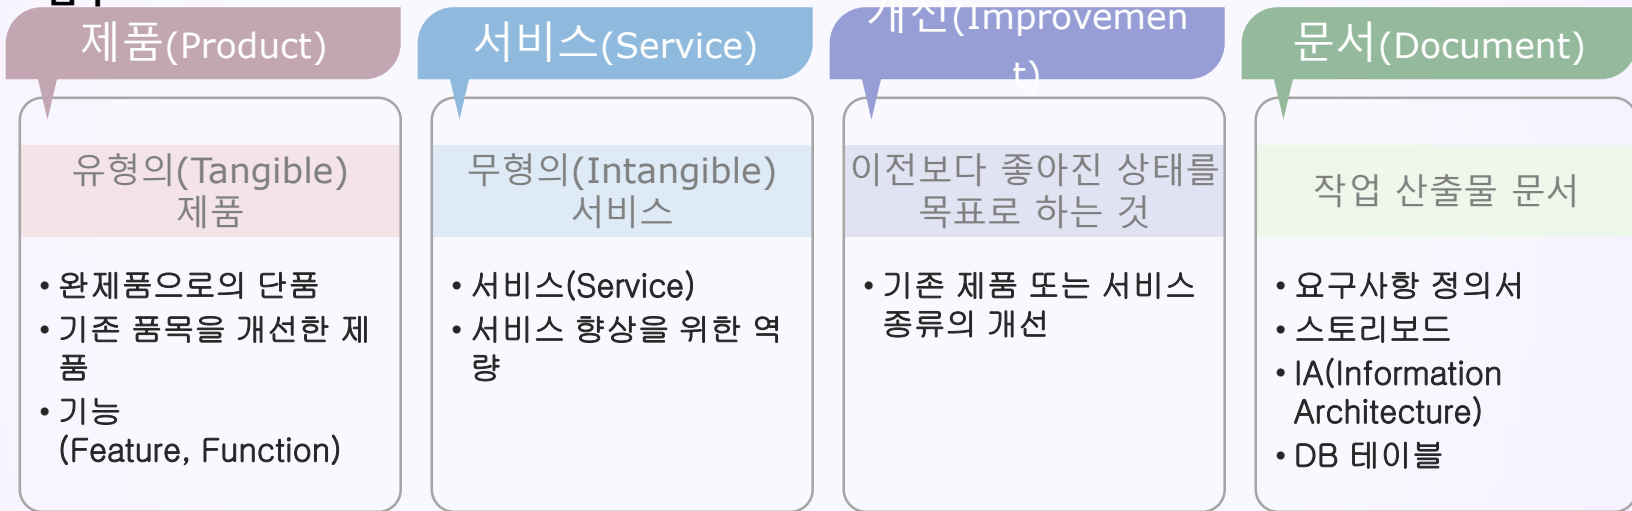 제품(Product)
유형의(Tangible)
제품
• 완제품으로의 단품
• 기존 품목을 개선한 제
품
• 기능
(Feature, Function)
서비스(Service)
무형의(Intangible)
서비스
• 서비스(Service)
• 서비스 향상을 위한 역
량
개선(Improvemen
t)
이전보다 좋아진 상태를
목표로 하는 것
• 기존 제품 또는 서비스
종류의 개선
문서(Document)
작업 산출물 문서
• 요구사항 정의서
• 스토리보드
• IA(Information
Architecture)
• DB 테이블